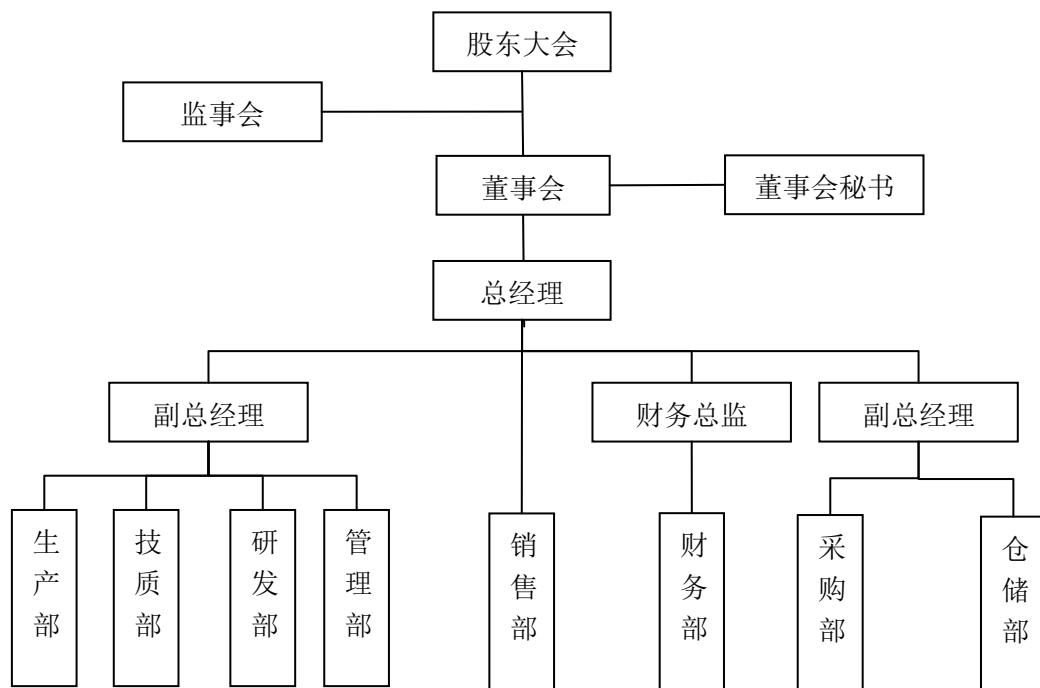 股东大会
监事会
董事会
董事会秘书
总经理
副总经理
财务总监
副总经理
生产部
技质部
研发部
管理部
销售部
财务部
采购部
仓储部